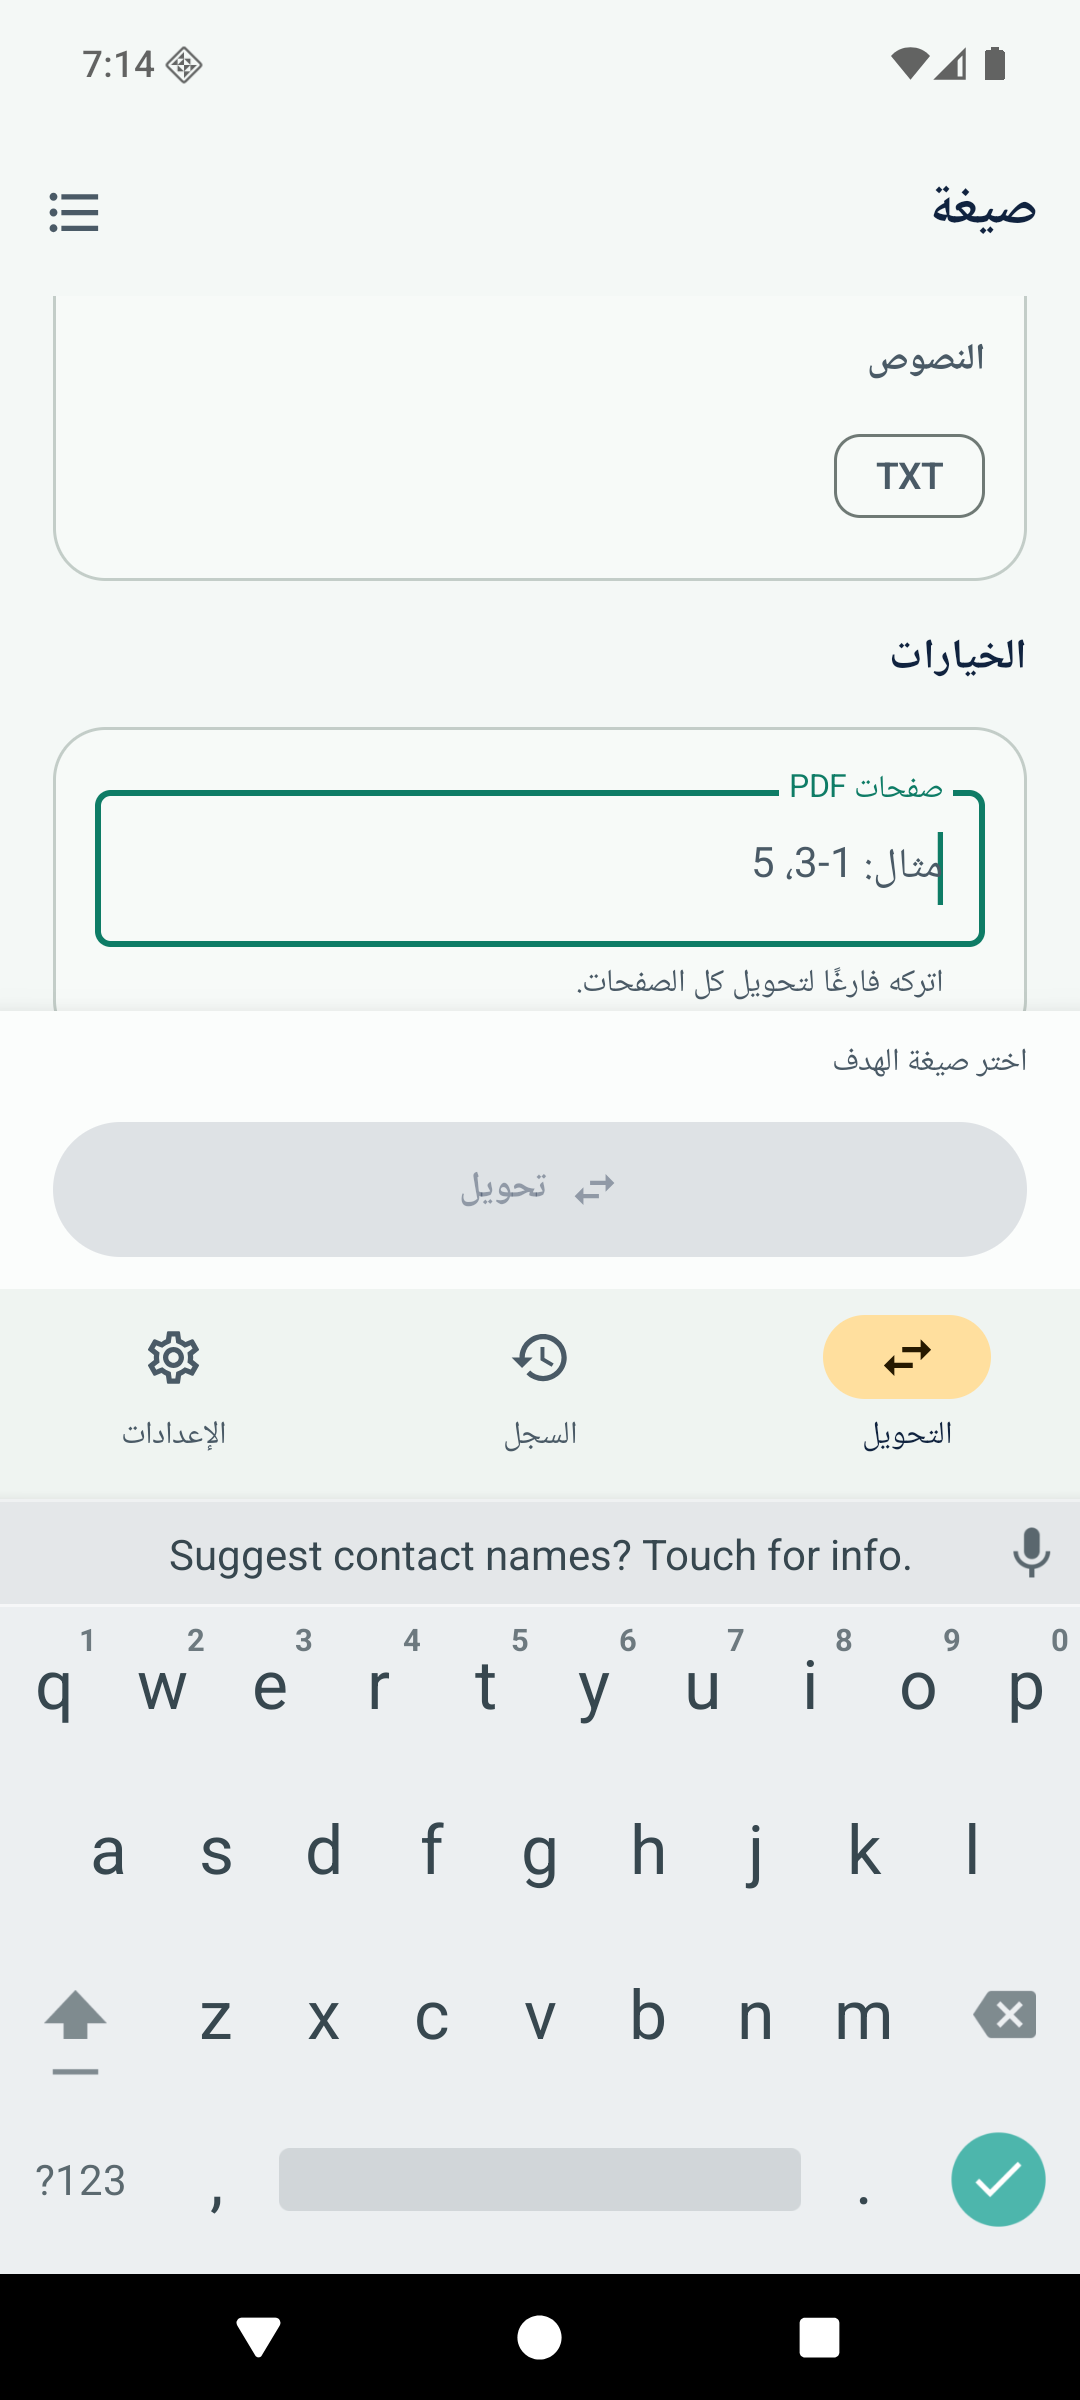 7:14
صيغة
النصوص
TXT
الخيارات
صفحات PDF
مثال: 1-3، 5
اتركه فارغًا لتحويل كل الصفحات.
اختر صيغة الهدف
تحويل
التحويل
السجل
الإعدادات
Suggest contact names? Touch for info.
1 2 3 4 5 6 7 8 9 0
q w e r t y u i o p
a s d f g h j k l
z x c v b n m
?123 , .